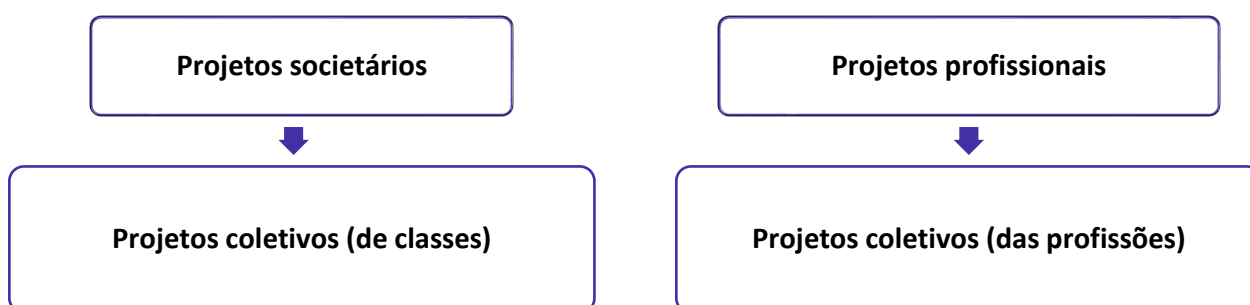 Projetos societários
Projetos profissionais
Projetos coletivos (de classes)
Projetos coletivos (das profissões)